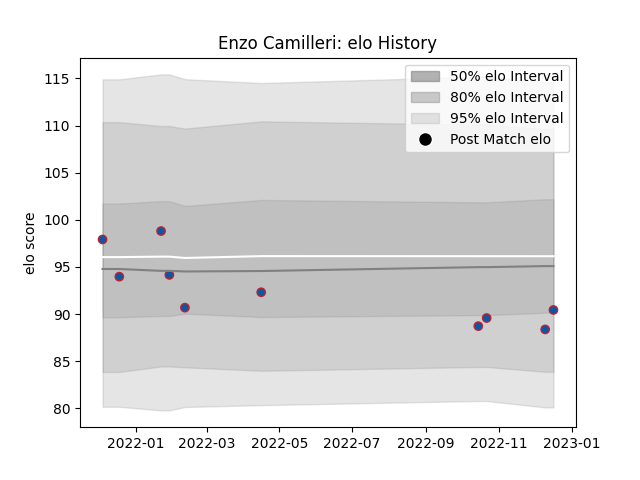 Enzo Camilleri: elo History
115
110
105
100
95
90
85
80
elo score
50% elo Interval
80% elo Interval
95% elo Interval
Post Match elo
2022-01 2022-03 2022-05 2022-07 2022-09 2022-11 2023-01